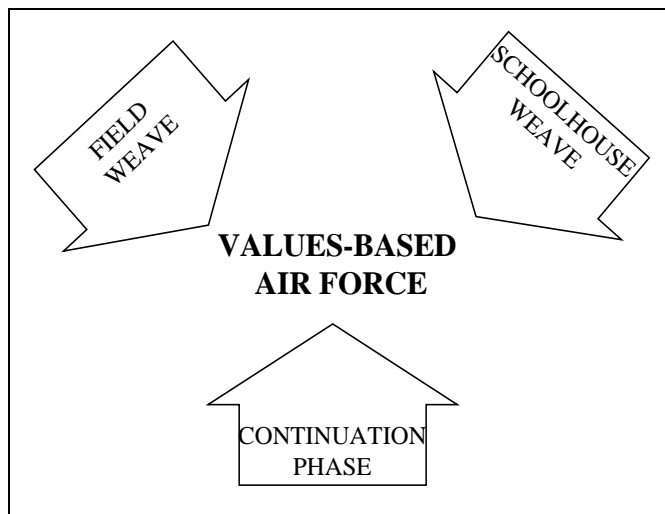 FIELD
WEAVE
SCHOOLHOUSE
WEAVE
VALUES-BASED
AIR FORCE
CONTINUATION
PHASE